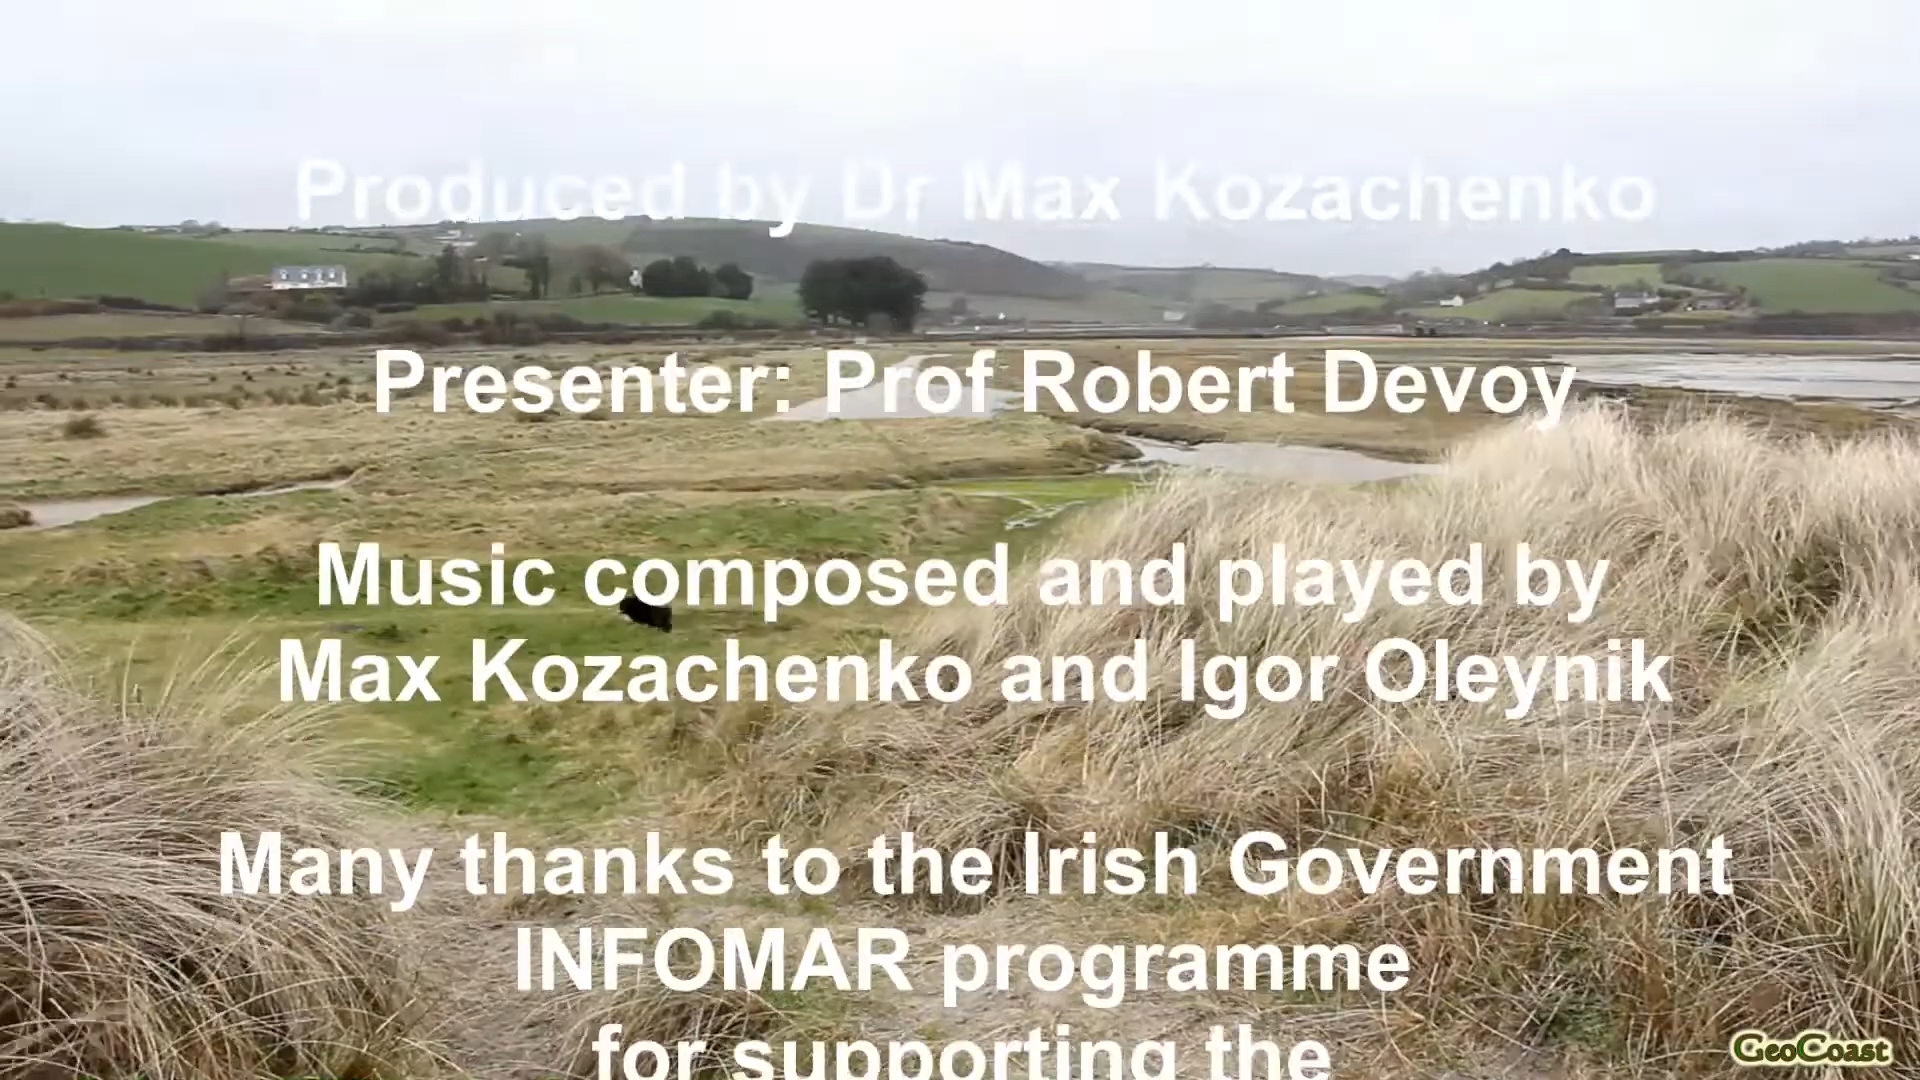 Produced by Dr Max Kozachenko
Presenter: Prof Robert Devoy
Music composed and played by
Max Kozachenko and Igor Oleynik
Many thanks to the Irish Government
INFOMAR programme
for supporting the
GeoCoast